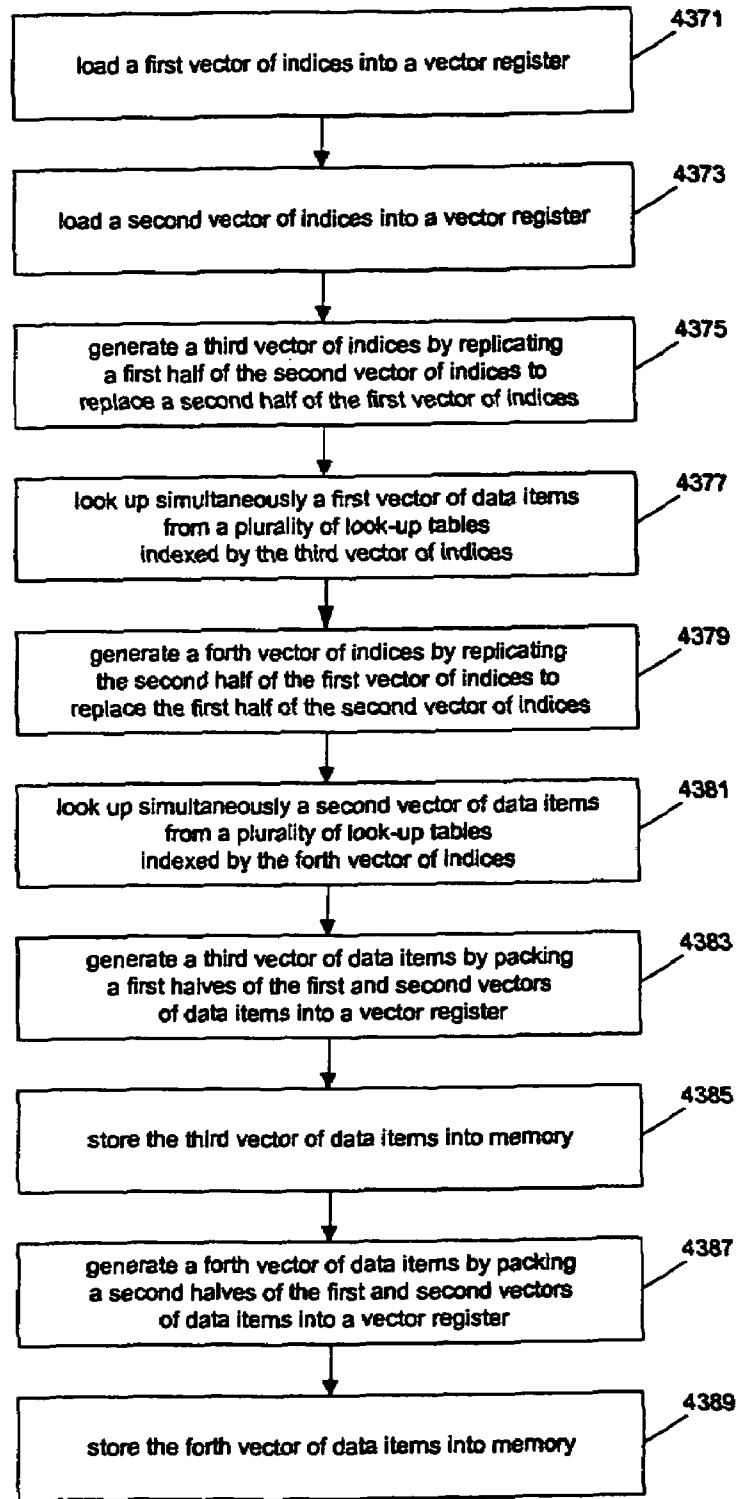 4371
load a first vector of indices into a vector register
4373
load a second vector of indices into a vector register
4375
generate a third vector of indices by replicating
a first half of the second vector of indices to
replace a second half of the first vector of indices
4377
look up simultaneously a first vector of data items
from a plurality of look-up tables
indexed by the third vector of indices
4379
generate a forth vector of indices by replicating
the second half of the first vector of indices to
replace the first half of the second vector of indices
4381
look up simultaneously a second vector of data items
from a plurality of look-up tables
indexed by the forth vector of indices
4383
generate a third vector of data items by packing
a first halves of the first and second vectors
of data items into a vector register
4385
store the third vector of data items into memory
4387
generate a forth vector of data items by packing
a second halves of the first and second vectors
of data items into a vector register
4389
store the forth vector of data items into memory